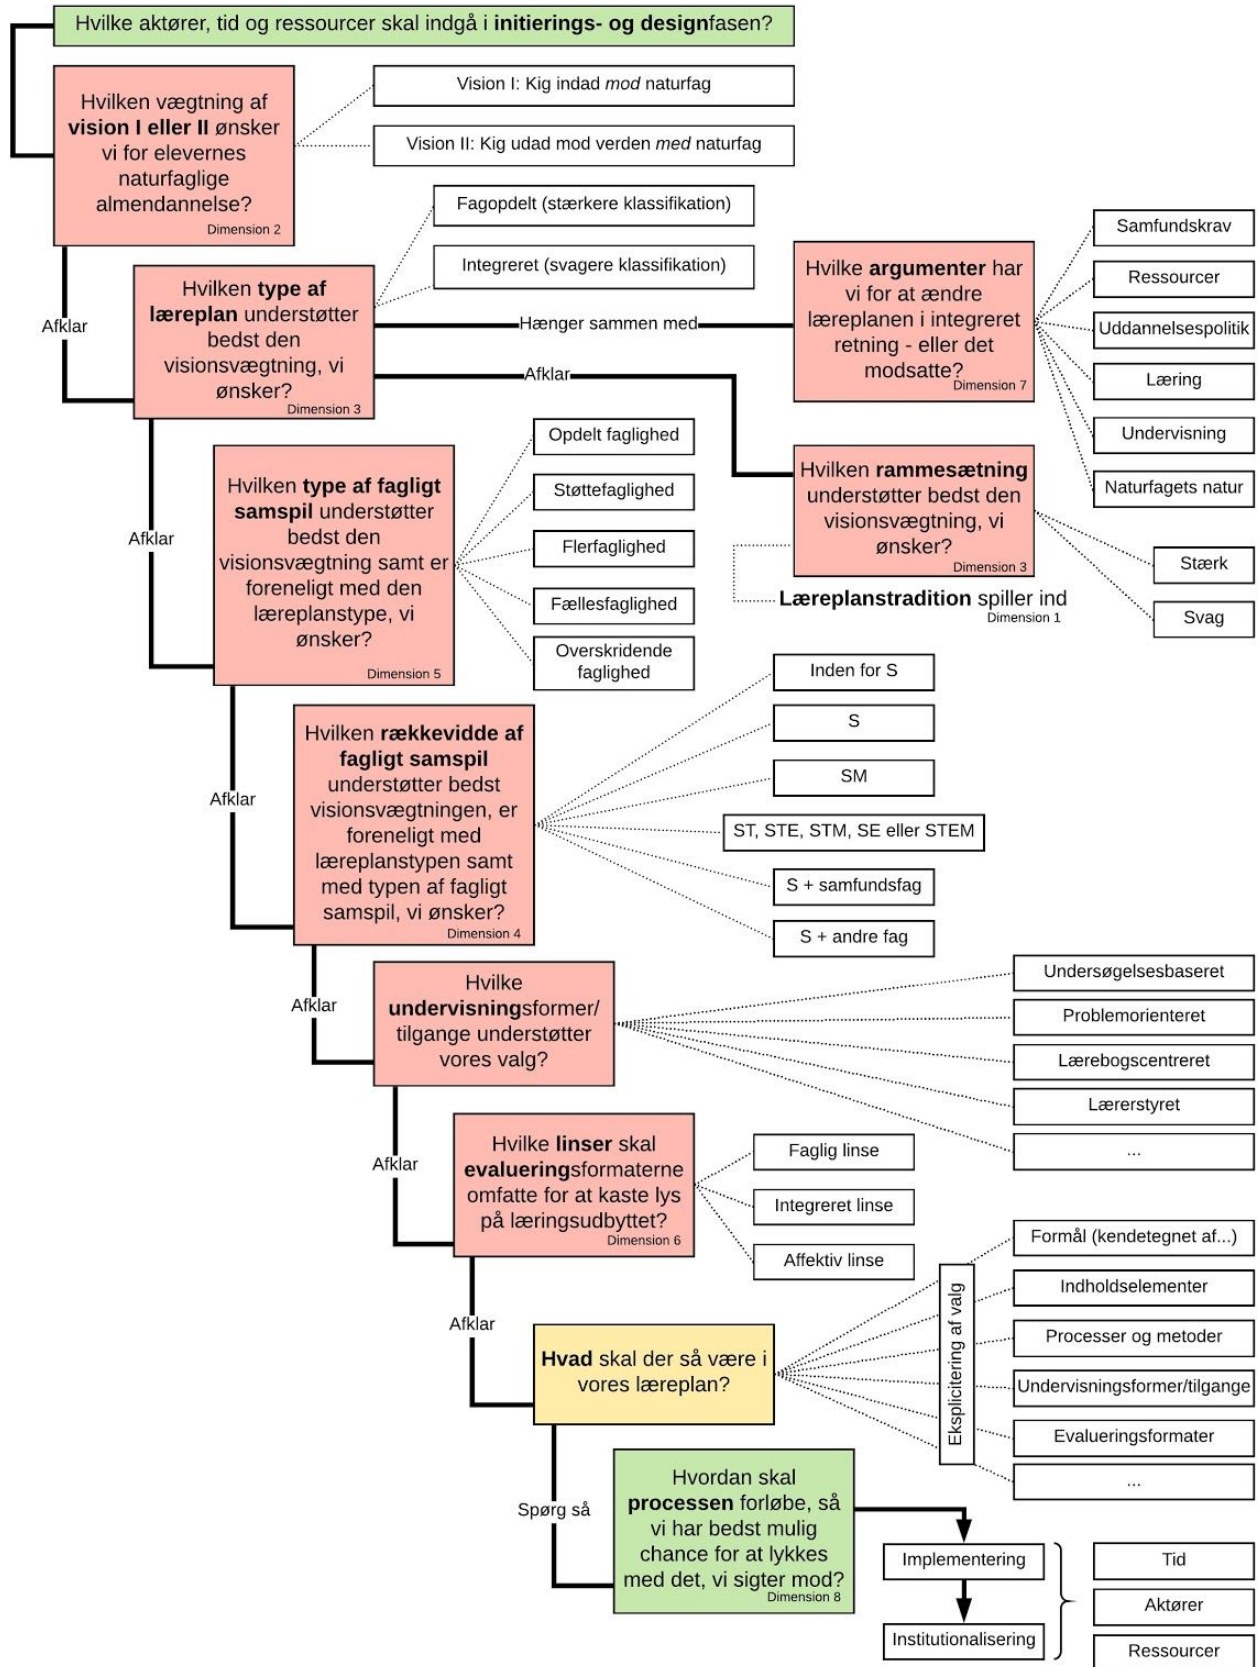 Hvilke aktører, tid og ressourcer skal indgå i initierings- og designfasen?
Hvilken vægtning af
vision I eller II ønsker
vi for elevernes
naturfaglige
almendannelse?
Dimension 2
Vision I: Kig indad mod naturfag
Vision II: Kig udad mod verden med naturfag
Afklar
Hvilken type af
læreplan understøtter
bedst den
visionsvægtning, vi
ønsker?
Dimension 3
Fagopdelt (stærkere klassifikation)
Integreret (svagere klassifikation)
Hænger sammen med
Hvilke argumenter har
vi for at ændre
læreplanen i integreret
retning - eller det
modsatte?
Dimension 7
Samfundskrav
Ressourcer
Uddannelsespolitik
Læring
Undervisning
Naturfagets natur
Afklar
Hvilken rammesætning
understøtter bedst den
visionsvægtning, vi
ønsker?
Dimension 3
Læreplanstradition spiller ind
Dimension 1
Stærk
Svag
Afklar
Hvilken type af fagligt
samspil understøtter
bedst den
visionsvægtning samt er
foreneligt med den
læreplanstype, vi
ønsker?
Dimension 5
Opdelt faglighed
Støttefaglighed
Flerfaglighed
Fællesfaglighed
Overskridende
faglighed
Afklar
Hvilken rækkevidde af
fagligt samspil
understøtter bedst
visionsvægtningen, er
foreneligt med
læreplanstypen samt
med typen af fagligt
samspil, vi ønsker?
Dimension 4
Inden for S
S
SM
ST, STE, STM, SE eller STEM
S + samfundsfag
S + andre fag
Afklar
Hvilke
undervisningsformer/
tilgange understøtter
vores valg?
Undersøgelsesbaseret
Problemorienteret
Lærebogscentreret
Lærerstyret
...
Afklar
Hvilke linser skal
evalueringsformaterne
omfatte for at kaste lys
på læringsudbyttet?
Dimension 6
Faglig linse
Integreret linse
Affektiv linse
Afklar
Hvad skal der så være i
vores læreplan?
Ekspliciterring af valg
Formål (kendetegnet af...)
Indholdselementer
Processer og metoder
Undervisningsformer/tilgange
Evalueringsformater
...
Spørg så
Hvordan skal
processen forløbe, så
vi har bedst mulig
chance for at lykkes
med det, vi sigter mod?
Dimension 8
Implementering
Institutionalisering
Tid
Aktører
Ressourcer